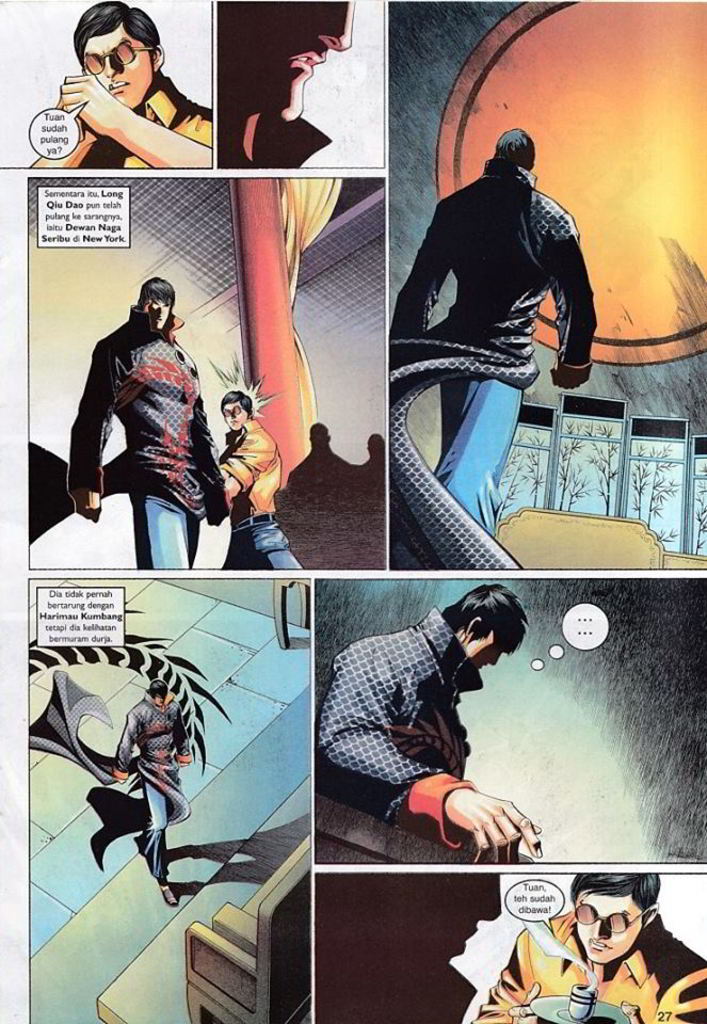 Tuan
sudah
pulang
ya?
Sementara itu, Long
Qiu Dao pun telah
pulang ke sarangnya,
iaitu Dewan Naga
Seribu di New York.
Dia tidak pernah
bertarung dengan
Harimau Kumbang
tetapi dia kelihatan
bermuram durja.
...
...
Tuan,
teh sudah
dibawa!
27